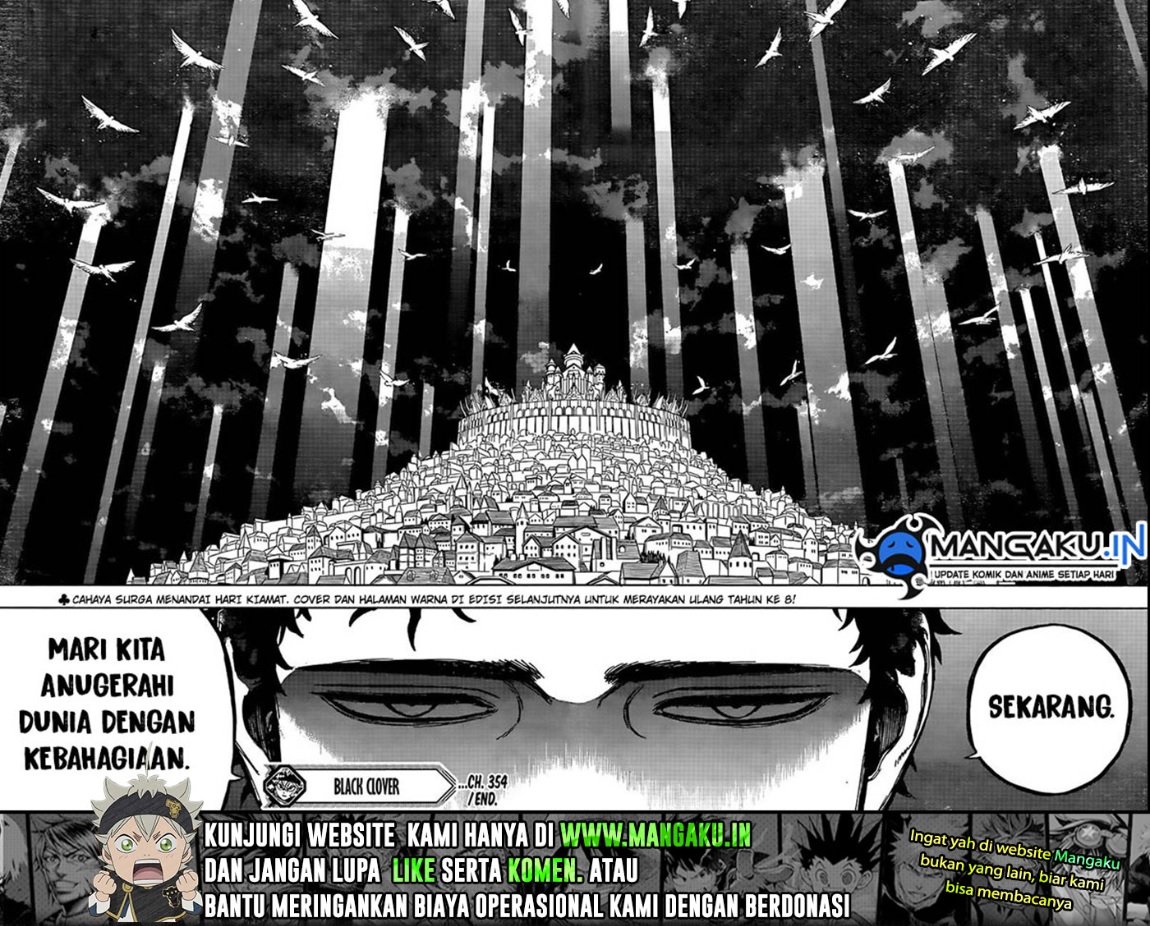 MANGAKU.IN
UPDATE KOMIK DAN ANIME SETIAP HARI
♣ CAHAYA SURGA MENANDAI HARI KIAMAT. COVER DAN HALAMAN WARNA DI EDISI SELANJUTNYA UNTUK MERAYAKAN ULANG TAHUN KE 8!
SEKARANG.
MARI KITA
ANUGERAHI
DUNIA DENGAN
KEBAHAGIAAN.
BLACK CLOVER
...CH. 354
/END.
KUNJUNGI WEBSITE KAMI HANYA DI WWW.MANGAKU.IN
DAN JANGAN LUPA LIKE SERTA KOMEN. ATAU
BANTU MERINGANKAN BIAYA OPERASIONAL KAMI DENGAN BERDONASI
Ingat yah di website Mangaku
bukan yang lain, biar kami
bisa membacanya